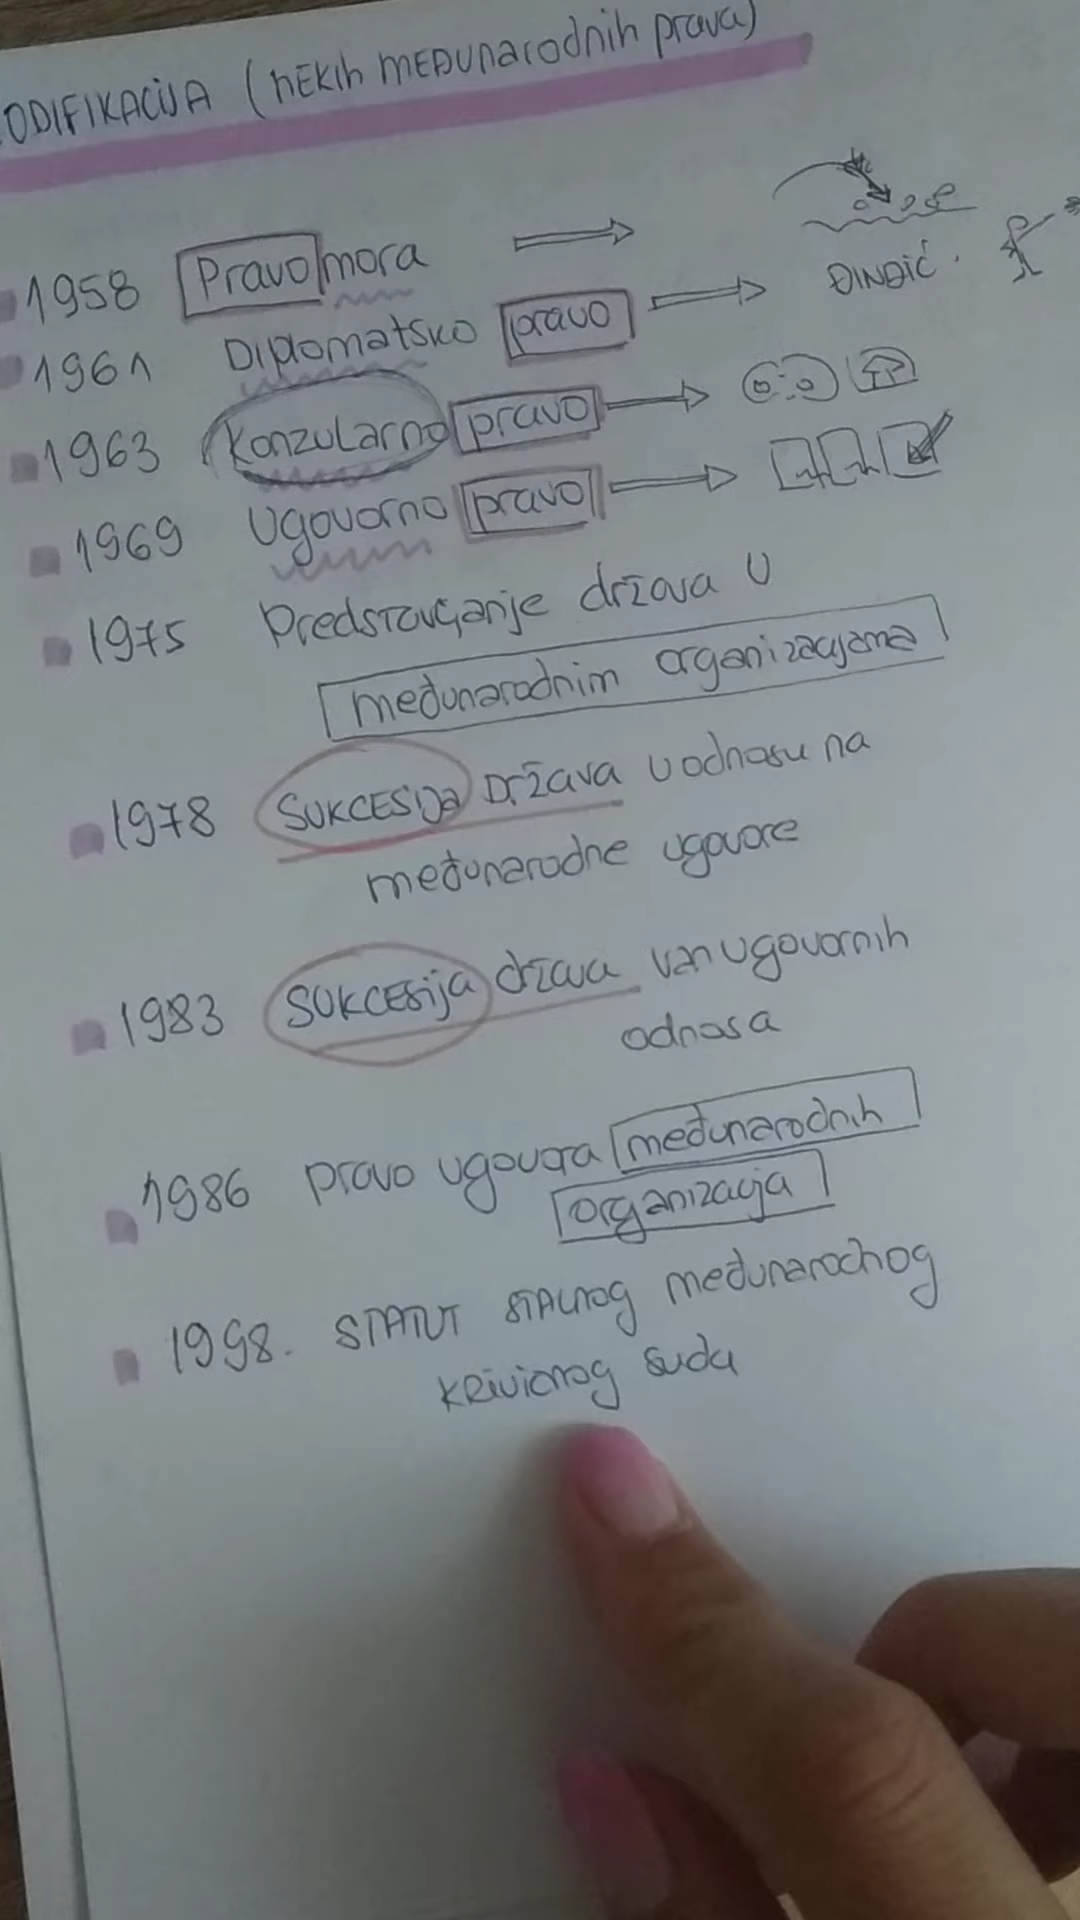 ODIFIKACIJA (NEKIH MEĐUNARODNIH PRAVA)
1958 Pravo mora
1961 Diplomatsko pravo ĐINĐIĆ.
1963 Konzularno pravo
1969 Ugovorno pravo
1975 Predstavljanje država u
međunarodnim organizacijama
1978 SUKCESIJA DRŽAVA u odnosu na
međunarodne ugovore
1983 SUKCESIJA država van ugovornih
odnosa
1986 pravo ugovora međunarodnih
organizacija
1998. STATUT STALNOG međunarodnog
KRIVIČNOG suda